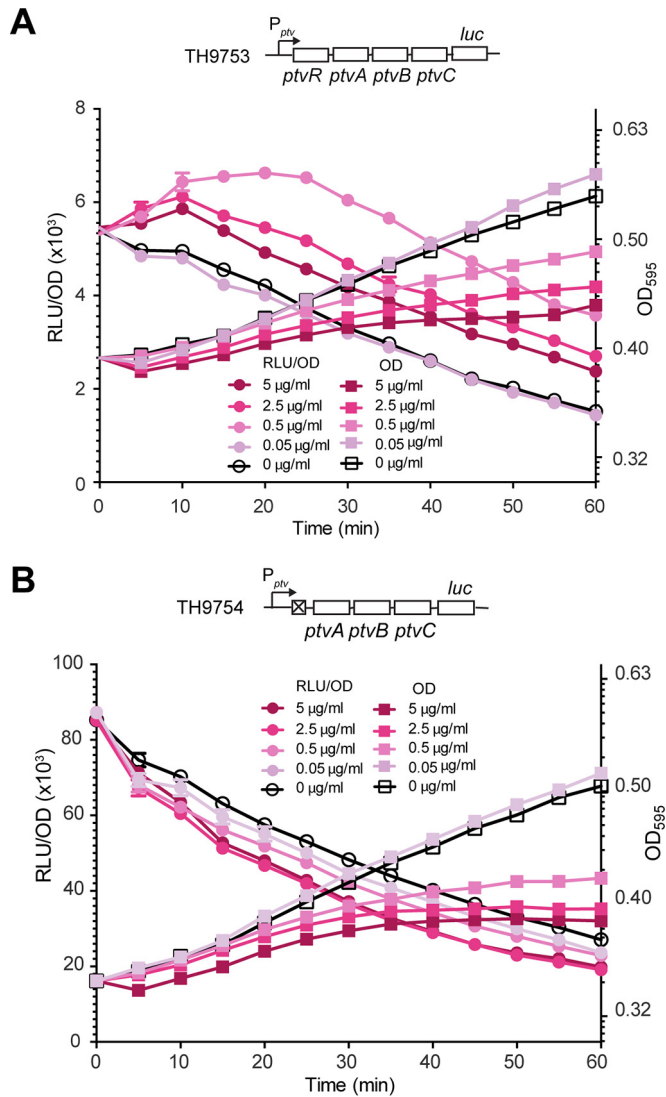 A
P ptv
luc
TH9753
ptvR ptvA ptvB ptvC
8
6
4
2
0
RLU/OD (x10³)
0.63
0.50
0.40
0.32
OD₅₉₅
RLU/OD OD
5 µg/ml 5 µg/ml
2.5 µg/ml 2.5 µg/ml
0.5 µg/ml 0.5 µg/ml
0.05 µg/ml 0.05 µg/ml
0 µg/ml 0 µg/ml
0 10 20 30 40 50 60
Time (min)
B
P ptv
luc
TH9754
ptvA ptvB ptvC
100
80
60
40
20
0
RLU/OD (x10³)
0.63
0.50
0.40
0.32
OD₅₉₅
RLU/OD OD
5 µg/ml 5 µg/ml
2.5 µg/ml 2.5 µg/ml
0.5 µg/ml 0.5 µg/ml
0.05 µg/ml 0.05 µg/ml
0 µg/ml 0 µg/ml
0 10 20 30 40 50 60
Time (min)